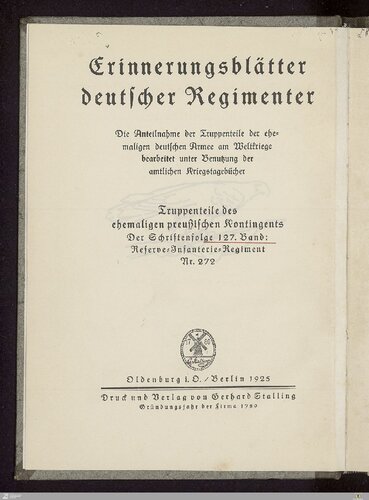 Erinnerungsblätter
deutscher Regimenter
Die Anteilnahme der Truppenteile der ehe-
maligen deutschen Armee am Weltkriege
bearbeitet unter Benutzung der
amtlichen Kriegstagebücher
Truppenteile des
ehemaligen preußischen Kontingents
Der Schriftenfolge 127. Band:
Reserve-Infanterie-Regiment
Nr. 272
Oldenburg i. O. / Berlin 1925
Druck und Verlag von Gerhard Stalling
Gründungsjahr der Firma 1789